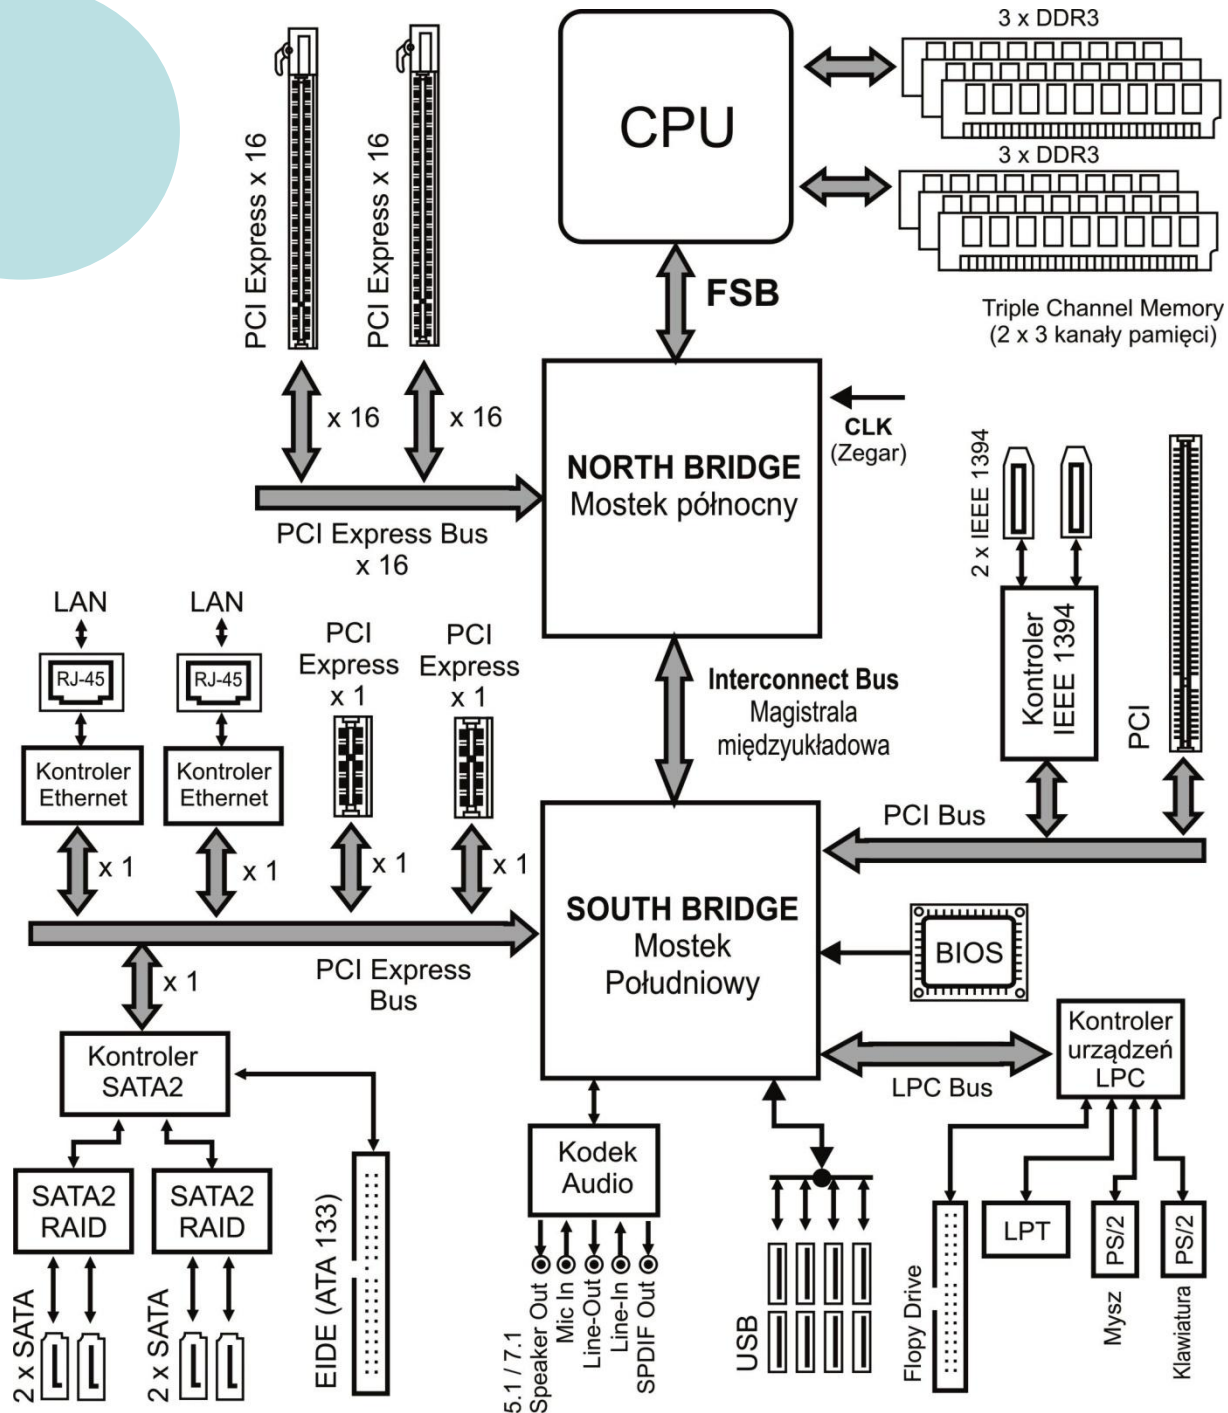 3 x DDR3
CPU
3 x DDR3
Triple Channel Memory
(2 x 3 kanały pamięci)
FSB
PCI Express x 16
PCI Express x 16
x 16
x 16
CLK
(Zegar)
NORTH BRIDGE
Mostek północny
PCI Express Bus
x 16
2 x IEEE 1394
Kontroler
IEEE 1394
PCI
LAN
LAN
RJ-45
RJ-45
PCI
Express
x 1
PCI
Express
x 1
Interconnect Bus
Magistrala
międzyukładowa
Kontroler
Ethernet
Kontroler
Ethernet
x 1
x 1
x 1
x 1
PCI Bus
SOUTH BRIDGE
Mostek
Południowy
BIOS
PCI Express
Bus
x 1
Kontroler
SATA2
LPC Bus
Kontroler
urządzeń
LPC
SATA2
RAID
SATA2
RAID
2 x SATA
2 x SATA
EIDE (ATA 133)
Kodek
Audio
5.1 / 7.1
Speaker Out
Mic In
Line-Out
Line-In
SPDIF Out
USB
Flopy Drive
LPT
PS/2
PS/2
Mysz
Klawiatura